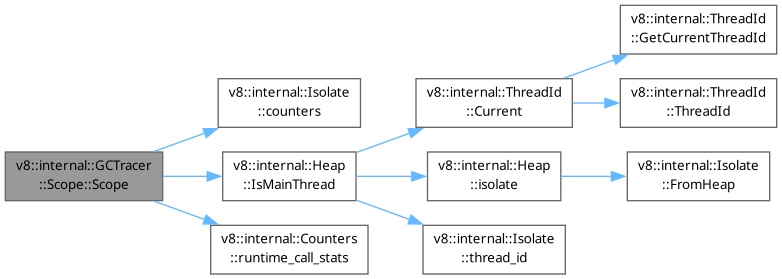 v8::internal::GCTracer
::Scope::Scope
v8::internal::Isolate
::counters
v8::internal::Heap
::IsMainThread
v8::internal::Counters
::runtime_call_stats
v8::internal::ThreadId
::Current
v8::internal::Heap
::isolate
v8::internal::Isolate
::thread_id
v8::internal::ThreadId
::GetCurrentThreadId
v8::internal::ThreadId
::ThreadId
v8::internal::Isolate
::FromHeap